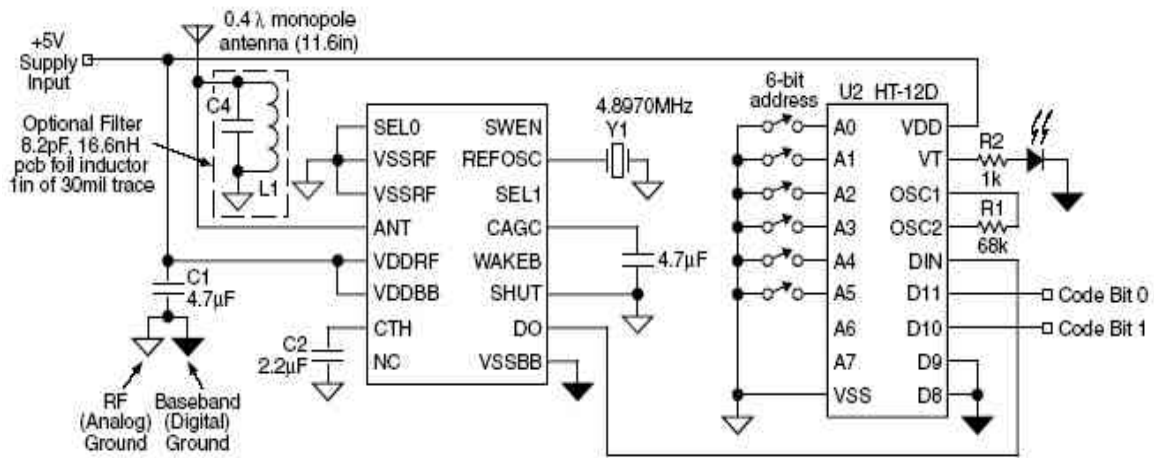 0.4 λ monopole
antenna (11.6in)
+5V
Supply
Input
C4
L1
Optional Filter
8.2pF, 16.6nH
pcb foil inductor
1in of 30mil trace
SEL0
VSSRF
VSSRF
ANT
VDDRF
VDDBB
CTH
NC
SWEN
REFOSC
SEL1
CAGC
WAKEB
SHUT
DO
VSSBB
4.8970MHz
Y1
4.7µF
C1
4.7µF
C2
2.2µF
RF
(Analog)
Ground
Baseband
(Digital)
Ground
6-bit
address
U2 HT-12D
A0
A1
A2
A3
A4
A5
A6
A7
VSS
VDD
VT
OSC1
OSC2
DIN
D11
D10
D9
D8
R2
1k
R1
68k
Code Bit 0
Code Bit 1